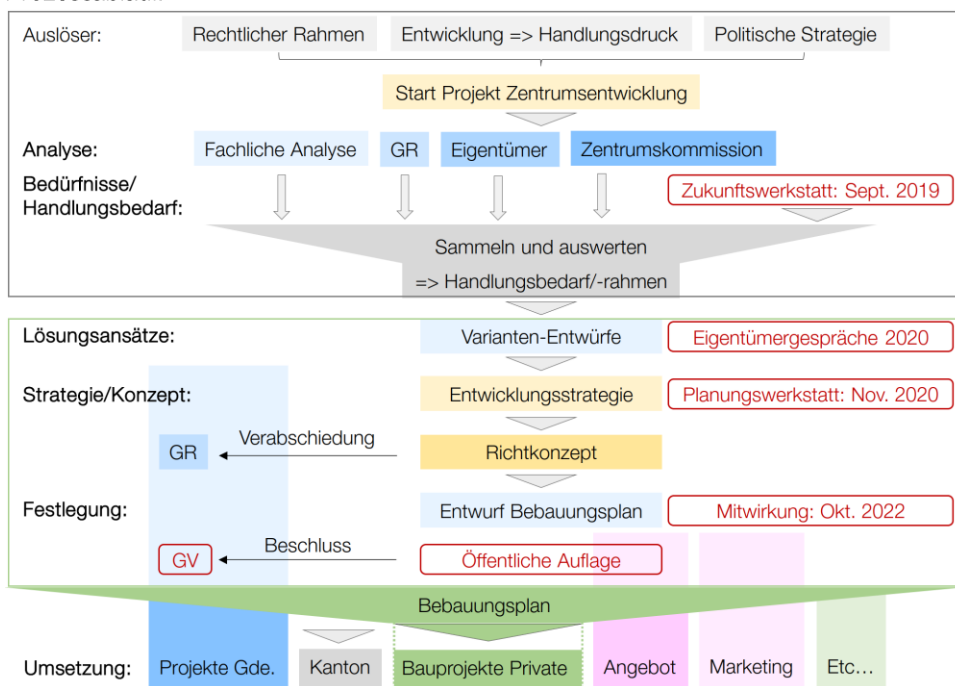 Auslöser:
Rechtlicher Rahmen
Entwicklung => Handlungsdruck
Politische Strategie
Start Projekt Zentrumsentwicklung
Analyse:
Fachliche Analyse
GR
Eigentümer
Zentrumskommission
Bedürfnisse/
Handlungsbedarf:
Zukunftswerkstatt: Sept. 2019
Sammeln und auswerten
=> Handlungsbedarf/-rahmen
Lösungsansätze:
Varianten-Entwürfe
Eigentümergespräche 2020
Strategie/Konzept:
Entwicklungsstrategie
Planungswerkstatt: Nov. 2020
GR
Verabschiedung
Richtkonzept
Festlegung:
Entwurf Bebauungsplan
Mitwirkung: Okt. 2022
GV
Beschluss
Öffentliche Auflage
Bebauungsplan
Umsetzung:
Projekte Gde.
Kanton
Bauprojekte Private
Angebot
Marketing
Etc...